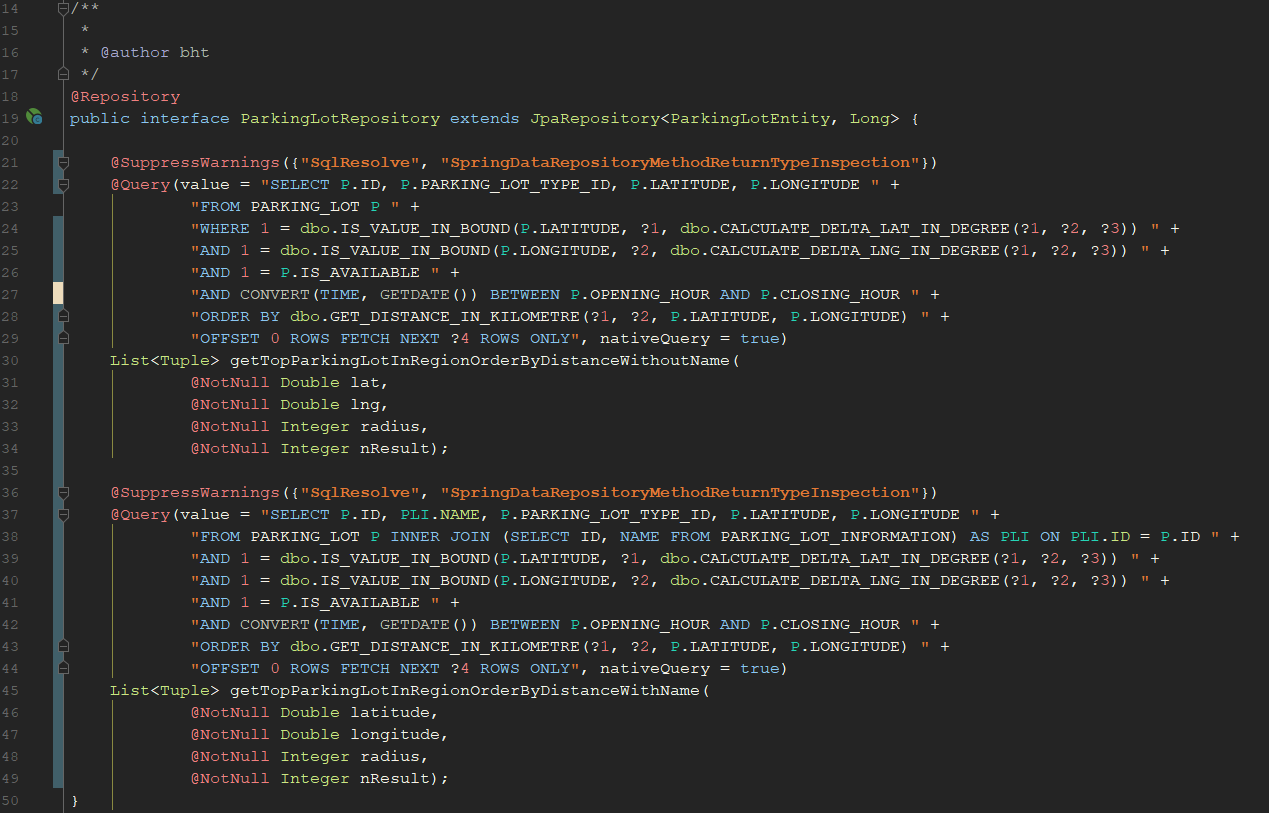 14 /**
15  *
16  * @author bht
17  */
18 @Repository
19 public interface ParkingLotRepository extends JpaRepository<ParkingLotEntity, Long> {
20
21     @SuppressWarnings({"SqlResolve", "SpringDataRepositoryMethodReturnTypeInspection"})
22     @Query(value = "SELECT P.ID, P.PARKING_LOT_TYPE_ID, P.LATITUDE, P.LONGITUDE " +
23             "FROM PARKING_LOT P " +
24             "WHERE 1 = dbo.IS_VALUE_IN_BOUND(P.LATITUDE, ?1, dbo.CALCULATE_DELTA_LAT_IN_DEGREE(?1, ?2, ?3)) " +
25             "AND 1 = dbo.IS_VALUE_IN_BOUND(P.LONGITUDE, ?2, dbo.CALCULATE_DELTA_LNG_IN_DEGREE(?1, ?2, ?3)) " +
26             "AND 1 = P.IS_AVAILABLE " +
27             "AND CONVERT(TIME, GETDATE()) BETWEEN P.OPENING_HOUR AND P.CLOSING_HOUR " +
28             "ORDER BY dbo.GET_DISTANCE_IN_KILOMETRE(?1, ?2, P.LATITUDE, P.LONGITUDE) " +
29             "OFFSET 0 ROWS FETCH NEXT ?4 ROWS ONLY", nativeQuery = true)
30     List<Tuple> getTopParkingLotInRegionOrderByDistanceWithoutName(
31             @NotNull Double lat,
32             @NotNull Double lng,
33             @NotNull Integer radius,
34             @NotNull Integer nResult);
35
36     @SuppressWarnings({"SqlResolve", "SpringDataRepositoryMethodReturnTypeInspection"})
37     @Query(value = "SELECT P.ID, PLI.NAME, P.PARKING_LOT_TYPE_ID, P.LATITUDE, P.LONGITUDE " +
38             "FROM PARKING_LOT P INNER JOIN (SELECT ID, NAME FROM PARKING_LOT_INFORMATION) AS PLI ON PLI.ID = P.ID " +
39             "AND 1 = dbo.IS_VALUE_IN_BOUND(P.LATITUDE, ?1, dbo.CALCULATE_DELTA_LAT_IN_DEGREE(?1, ?2, ?3)) " +
40             "AND 1 = dbo.IS_VALUE_IN_BOUND(P.LONGITUDE, ?2, dbo.CALCULATE_DELTA_LNG_IN_DEGREE(?1, ?2, ?3)) " +
41             "AND 1 = P.IS_AVAILABLE " +
42             "AND CONVERT(TIME, GETDATE()) BETWEEN P.OPENING_HOUR AND P.CLOSING_HOUR " +
43             "ORDER BY dbo.GET_DISTANCE_IN_KILOMETRE(?1, ?2, P.LATITUDE, P.LONGITUDE) " +
44             "OFFSET 0 ROWS FETCH NEXT ?4 ROWS ONLY", nativeQuery = true)
45     List<Tuple> getTopParkingLotInRegionOrderByDistanceWithName(
46             @NotNull Double latitude,
47             @NotNull Double longitude,
48             @NotNull Integer radius,
49             @NotNull Integer nResult);
50 }